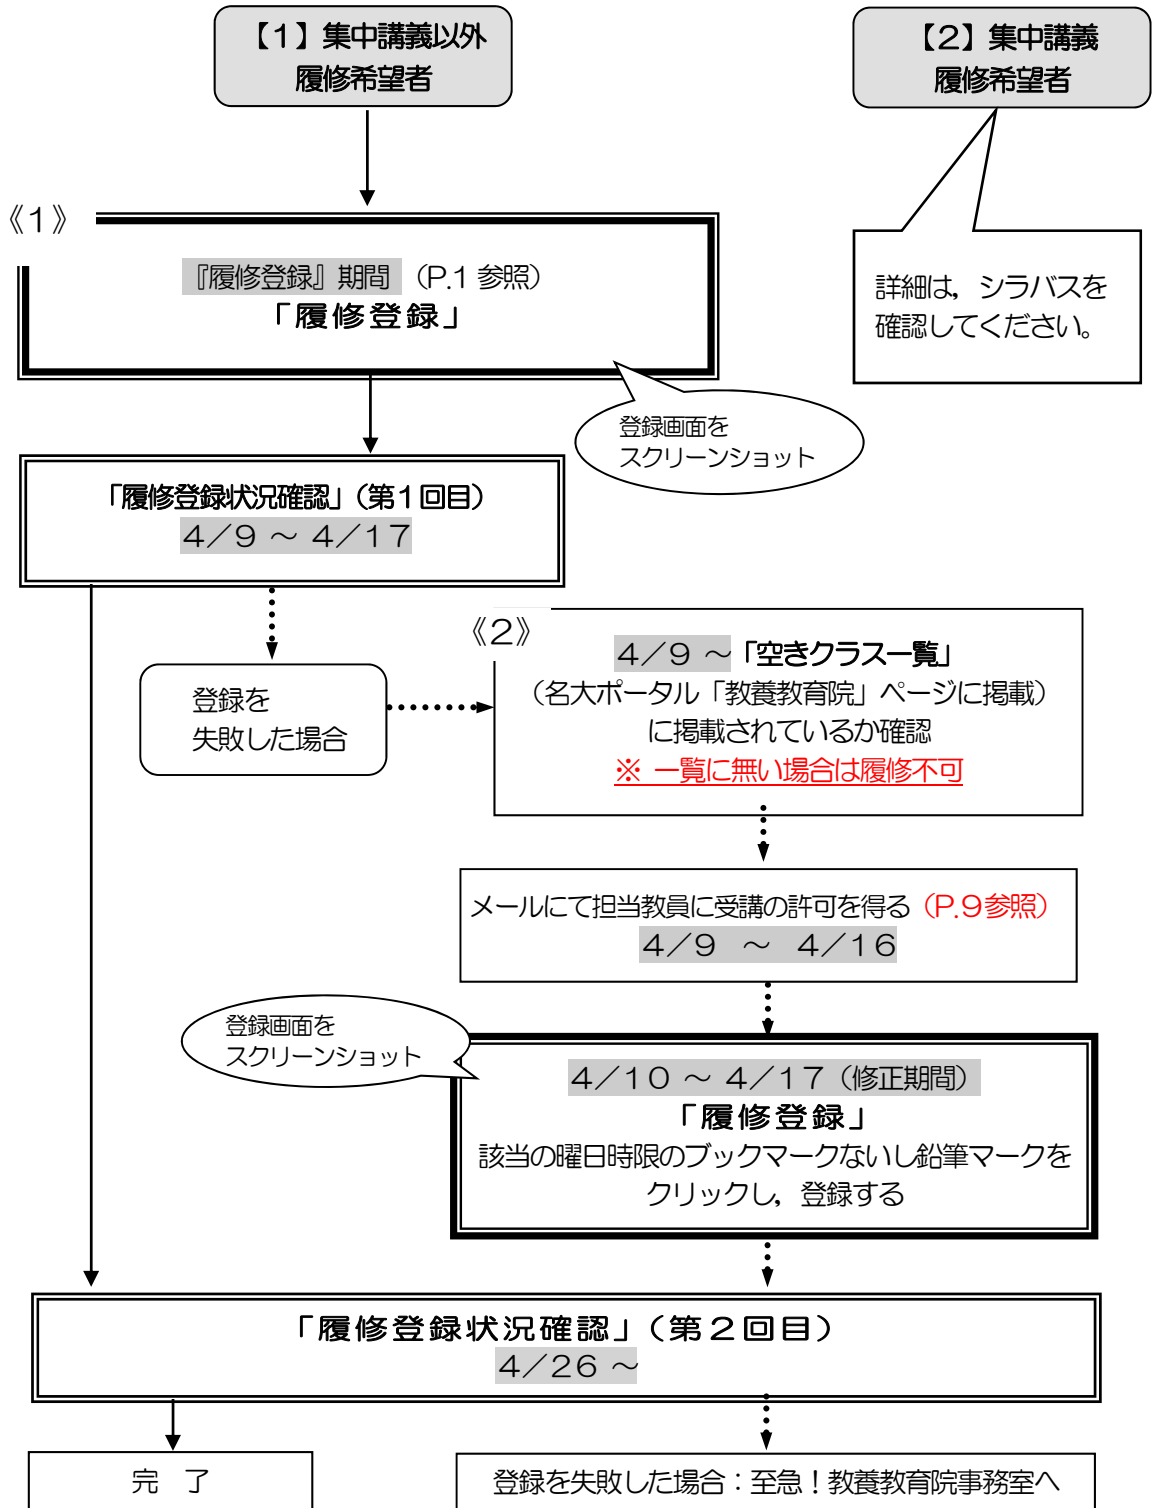 【1】集中講義以外
履修希望者
【2】集中講義
履修希望者
詳細は，シラバスを
確認してください。
《1》
『履修登録』期間（P.1 参照）
「履修登録」
登録画面を
スクリーンショット
「履修登録状況確認」（第１回目）
４／９ ～ ４／１７
登録を
失敗した場合
《2》
４／９ ～「空きクラス一覧」
（名大ポータル「教養教育院」ページに掲載）
に掲載されているか確認
※ 一覧に無い場合は履修不可
メールにて担当教員に受講の許可を得る（P.9参照）
４／９ ～ ４／１６
登録画面を
スクリーンショット
４／１０ ～ ４／１７（修正期間）
「履修登録」
該当の曜日時限のブックマークないし鉛筆マークを
クリックし，登録する
「履修登録状況確認」（第２回目）
４／２６ ～
完 了
登録を失敗した場合：至急！教養教育院事務室へ